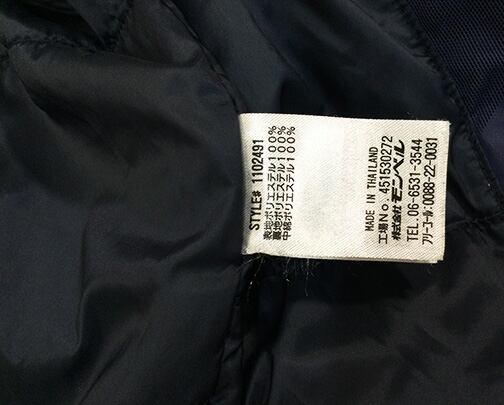 STYLE# 1102491
表地ポリエステル100%
裏地ポリエステル100%
中綿ポリエステル100%
MADE IN THAILAND
工場No. 451530272
株式会社 モンベル
TEL. 06-6531-3544
フリーコール: 0088-22-0031